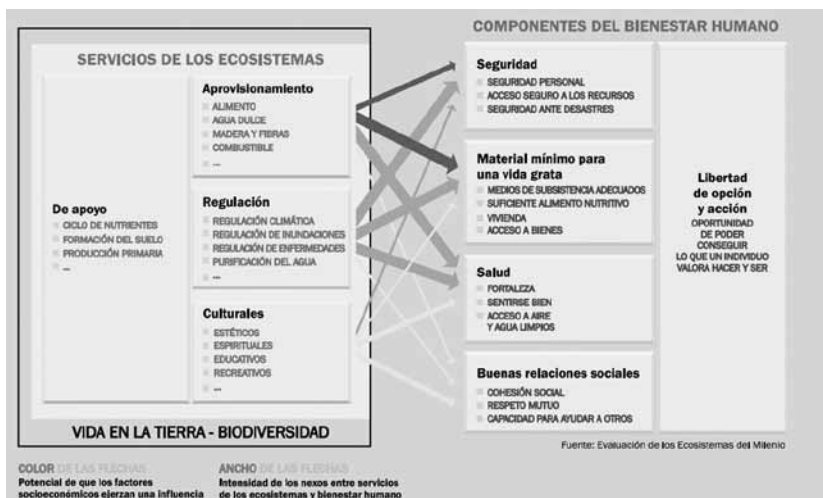 SERVICIOS DE LOS ECOSISTEMAS
De apoyo
CICLO DE NUTRIENTES
FORMACIÓN DEL SUELO
PRODUCCIÓN PRIMARIA
...
Aprovisionamiento
ALIMENTO
AGUA DULCE
MADERA Y FIBRAS
COMBUSTIBLE
...
Regulación
REGULACIÓN CLIMÁTICA
REGULACIÓN DE INUNDACIONES
REGULACIÓN DE ENFERMEDADES
PURIFICACIÓN DEL AGUA
...
Culturales
ESTÉTICOS
ESPIRITUALES
EDUCATIVOS
RECREATIVOS
...
VIDA EN LA TIERRA - BIODIVERSIDAD
COMPONENTES DEL BIENESTAR HUMANO
Seguridad
SEGURIDAD PERSONAL
ACCESO SEGURO A LOS RECURSOS
SEGURIDAD ANTE DESASTRES
Material mínimo para
una vida grata
MEDIOS DE SUBSISTENCIA ADECUADOS
SUFICIENTE ALIMENTO NUTRITIVO
VIVIENDA
ACCESO A BIENES
Salud
FORTALEZA
SENTIRSE BIEN
ACCESO A AIRE
Y AGUA LIMPIOS
Buenas relaciones sociales
COHESIÓN SOCIAL
RESPETO MUTUO
CAPACIDAD PARA AYUDAR A OTROS
Libertad
de opción
y acción
OPORTUNIDAD
DE PODER
CONSEGUIR
LO QUE UN INDIVIDUO
VALORA HACER Y SER
Fuente: Evaluación de los Ecosistemas del Milenio
COLOR DE LAS FLECHAS
Potencial de que los factores
socioeconómicos ejerzan una influencia
ANCHO DE LAS FLECHAS
Intensidad de los nexos entre servicios
de los ecosistemas y bienestar humano